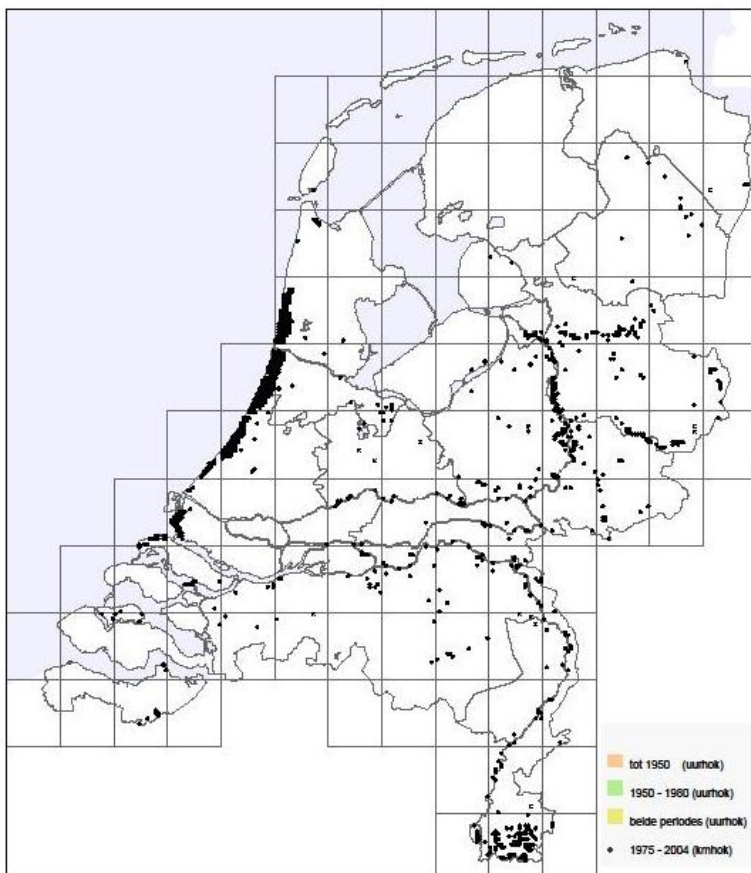 tot 1950 (uurhok)
1950 - 1980 (uurhok)
beide periodes (uurhok)
1975 - 2004 (kmhok)